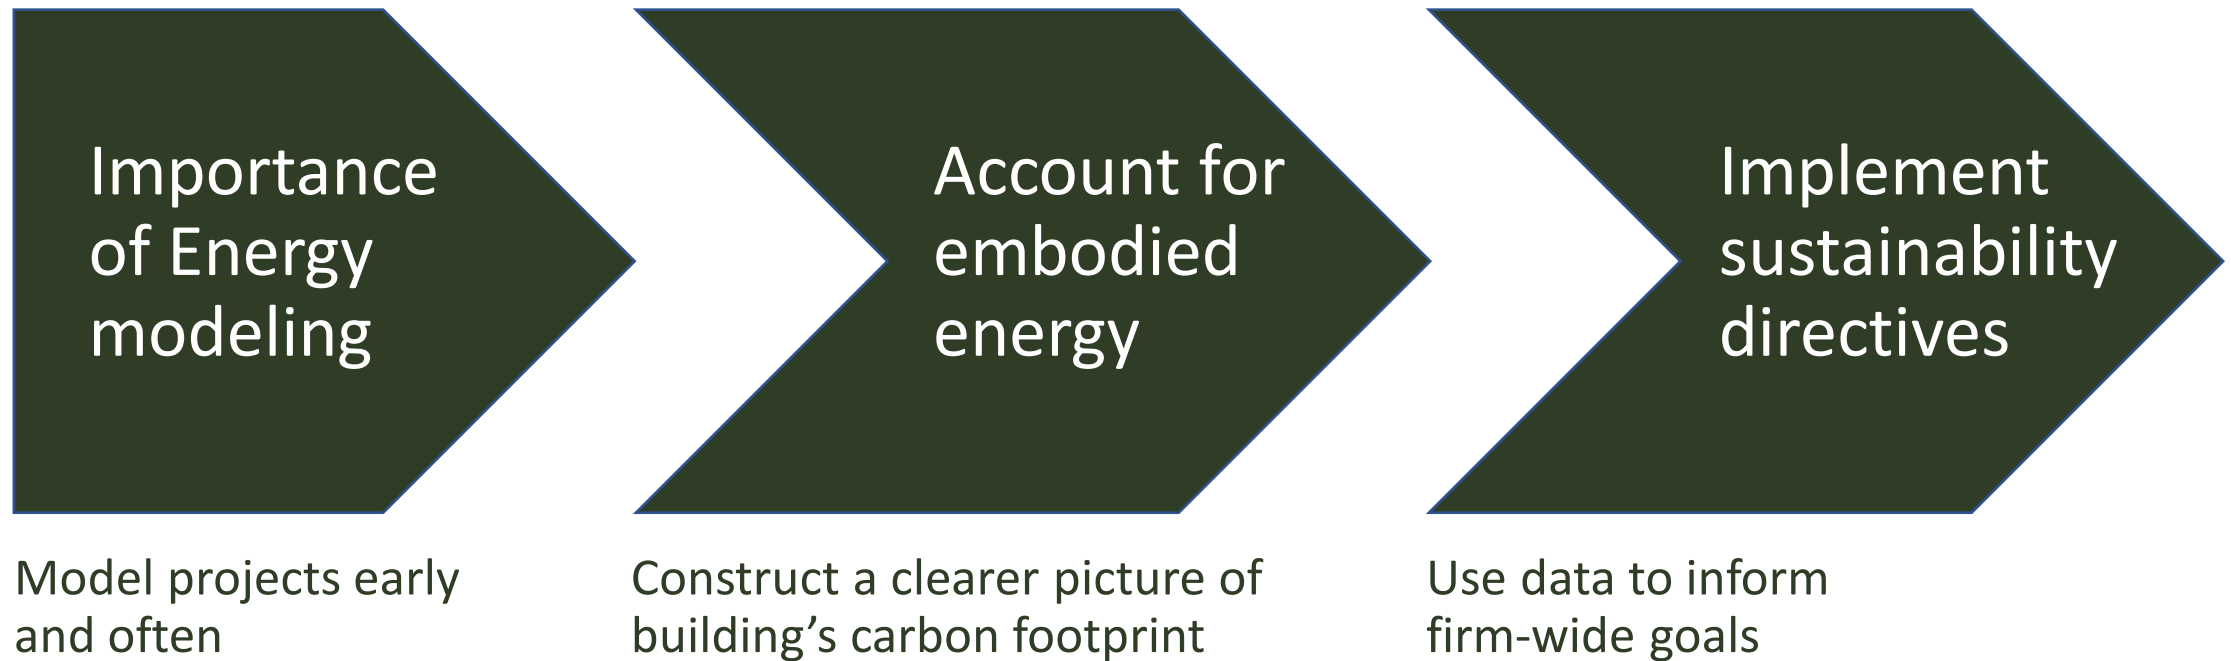 Importance
of Energy
modeling
Account for
embodied
energy
Implement
sustainability
directives
Model projects early
and often
Construct a clearer picture of
building’s carbon footprint
Use data to inform
firm-wide goals